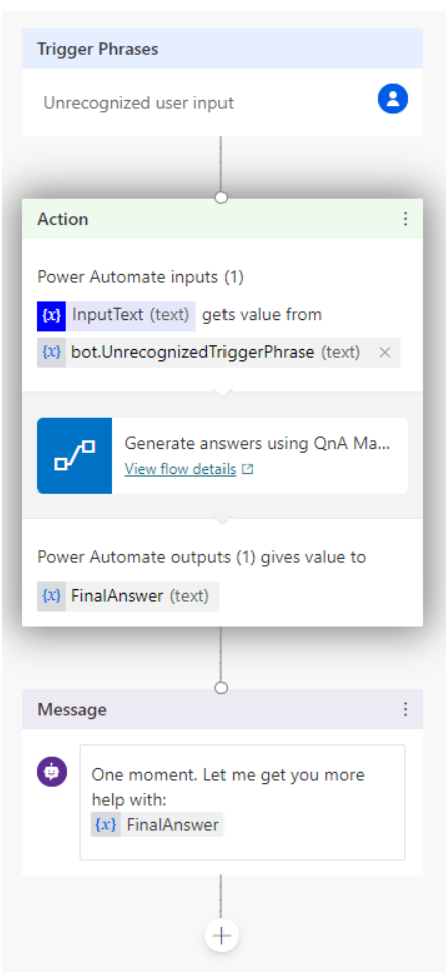 Trigger Phrases
Unrecognized user input
Action
Power Automate inputs (1)
{x} InputText (text) gets value from
{x} bot.UnrecognizedTriggerPhrase (text)
Generate answers using QnA Ma...
View flow details
Power Automate outputs (1) gives value to
{x} FinalAnswer (text)
Message
One moment. Let me get you more
help with:
{x} FinalAnswer